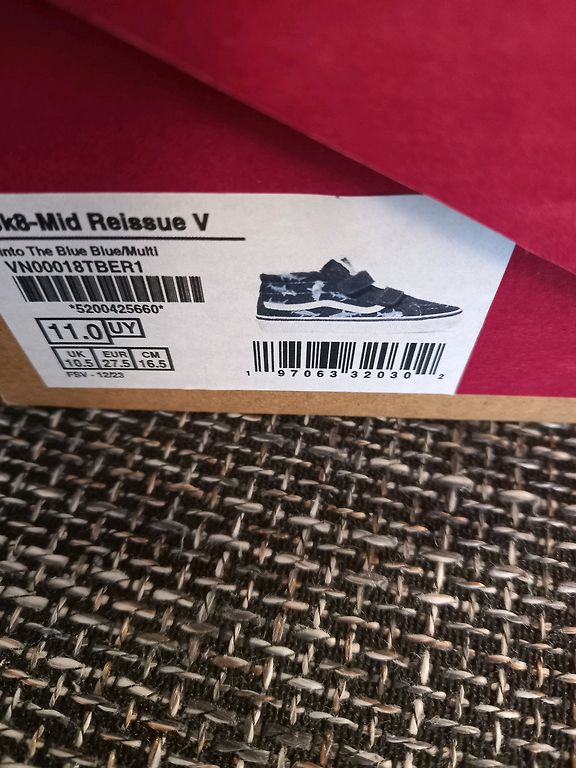 k8-Mid Reissue V
into The Blue Blue/Multi
VN00018TBER1
*5200425660*
11.0 UY
UK EUR CM
10.5 27.5 16.5
FSV - 12/23
1 97063 32030 2